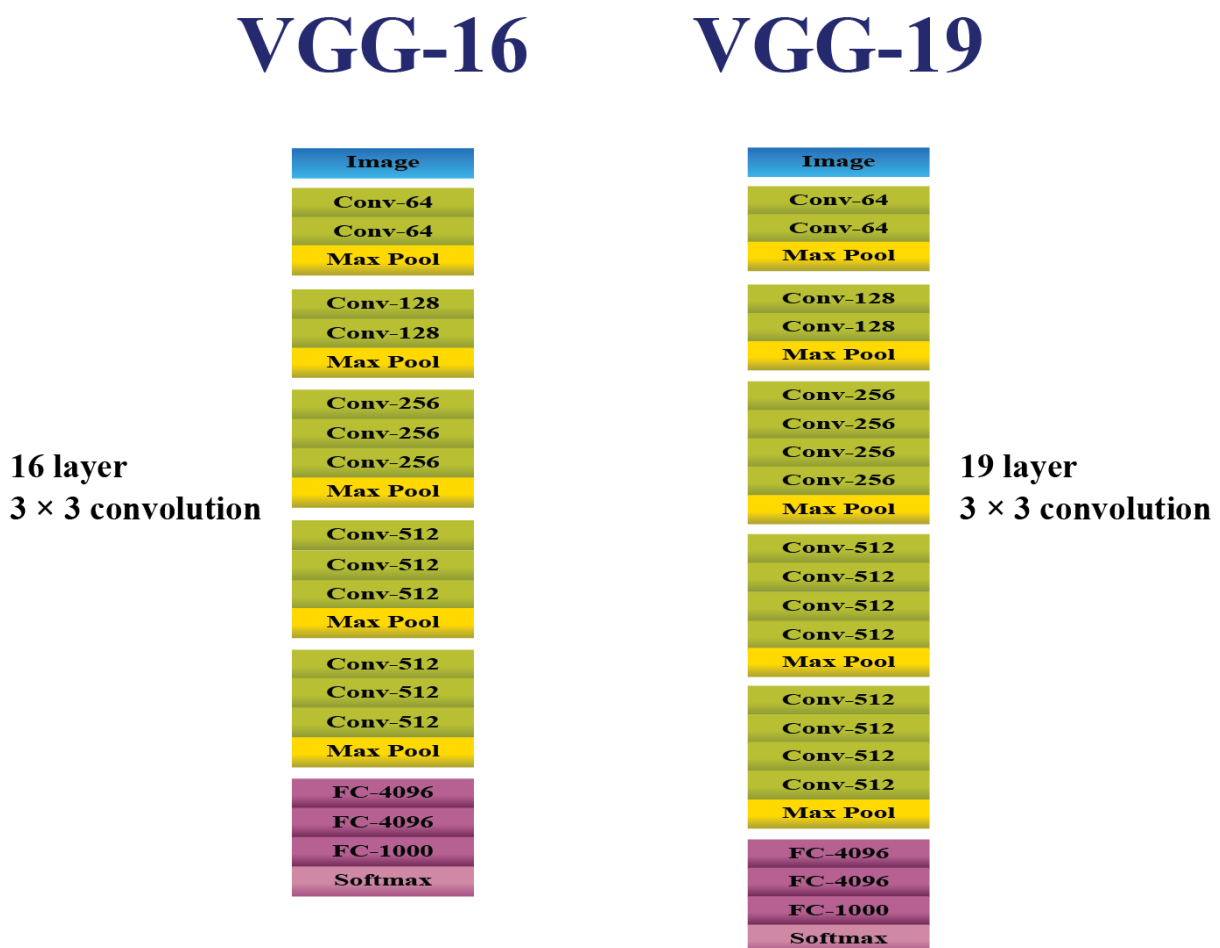 VGG-16
VGG-19
Image
Conv-64
Conv-64
Max Pool
Conv-128
Conv-128
Max Pool
Conv-256
Conv-256
Conv-256
Max Pool
Conv-512
Conv-512
Conv-512
Max Pool
Conv-512
Conv-512
Conv-512
Max Pool
FC-4096
FC-4096
FC-1000
Softmax
16 layer
3 × 3 convolution
Image
Conv-64
Conv-64
Max Pool
Conv-128
Conv-128
Max Pool
Conv-256
Conv-256
Conv-256
Conv-256
Max Pool
Conv-512
Conv-512
Conv-512
Conv-512
Max Pool
Conv-512
Conv-512
Conv-512
Conv-512
Max Pool
FC-4096
FC-4096
FC-1000
Softmax
19 layer
3 × 3 convolution